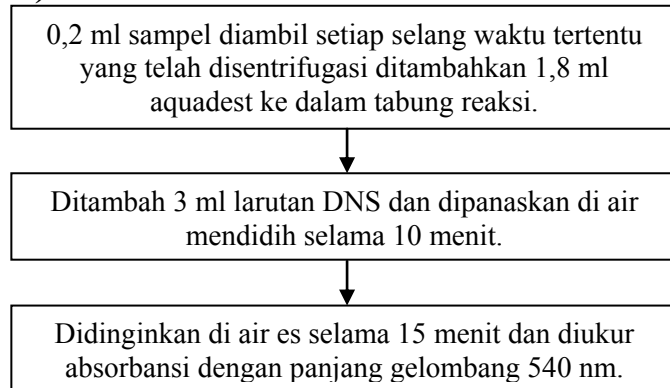 0,2 ml sampel diambil setiap selang waktu tertentu
yang telah disentrifugasi ditambahkan 1,8 ml
aquadest ke dalam tabung reaksi.
Ditambah 3 ml larutan DNS dan dipanaskan di air
mendidih selama 10 menit.
Didinginkan di air es selama 15 menit dan diukur
absorbansi dengan panjang gelombang 540 nm.